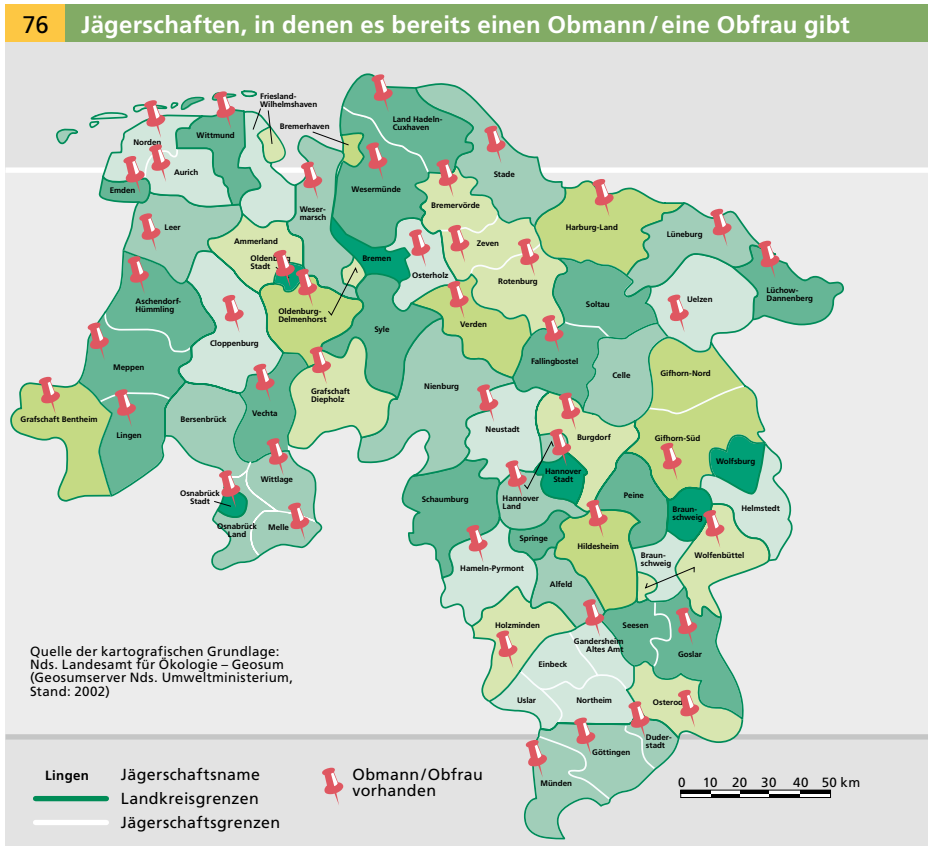 76 Jägerschaften, in denen es bereits einen Obmann/eine Obfrau gibt
Friesland-
Wilhelmshaven
Bremerhaven
Land Hadeln-
Cuxhaven
Norden
Wittmund
Aurich
Emden
Stade
Wesermünde
Weser-
marsch
Bremervörde
Leer
Harburg-Land
Lüneburg
Ammerland
Oldenburg
Stadt
Bremen
Osterholz
Zeven
Rotenburg
Aschendorf-
Hümmling
Oldenburg-
Delmenhorst
Soltau
Uelzen
Lüchow-
Dannenberg
Cloppenburg
Syle
Verden
Meppen
Fallingbostel
Celle
Gifhorn-Nord
Grafschaft
Diepholz
Nienburg
Grafschaft Bentheim
Lingen
Bersenbrück
Vechta
Neustadt
Burgdorf
Gifhorn-Süd
Wolfsburg
Wittlage
Osnabrück
Stadt
Osnabrück
Land
Melle
Schaumburg
Hannover
Land
Hannover
Stadt
Peine
Braun-
schweig
Helmstedt
Springe
Hildesheim
Hameln-Pyrmont
Braun-
schweig
Wolfenbüttel
Alfeld
Holzminden
Gandersheim
Altes Amt
Seesen
Goslar
Einbeck
Uslar
Northeim
Osterode
Duder-
stadt
Göttingen
Münden
Quelle der kartografischen Grundlage:
Nds. Landesamt für Ökologie – Geosum
(Geosumserver Nds. Umweltministerium,
Stand: 2002)
Lingen Jägerschaftsname
Landkreisgrenzen
Jägerschaftsgrenzen
Obmann/Obfrau
vorhanden
0 10 20 30 40 50 km